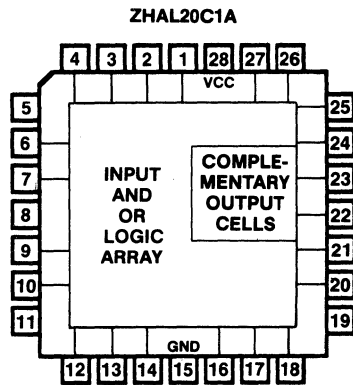 ZHAL20C1A
4 3 2 1 28 27 26
VCC
5 25
6 24
7 23
8 22
9 21
10 20
11 19
INPUT
AND
OR
LOGIC
ARRAY
COMPLE-
MENTARY
OUTPUT
CELLS
GND
12 13 14 15 16 17 18